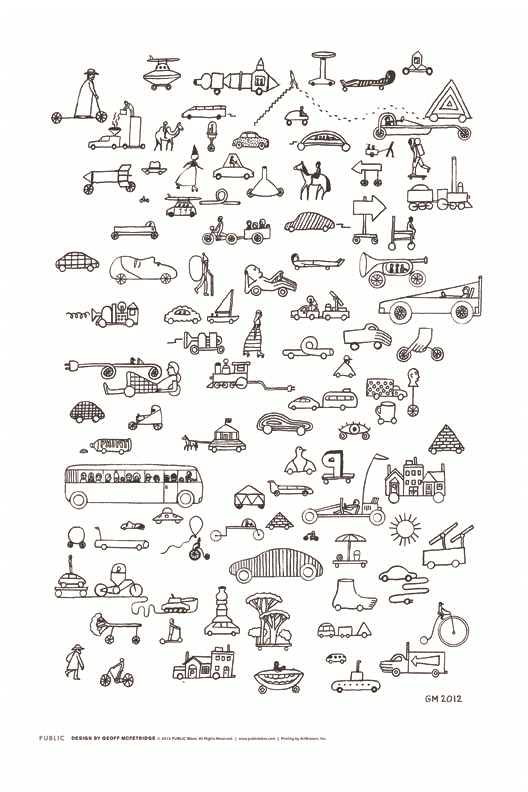 GM 2012
PUBLIC DESIGN BY GEOFF MCFETRIDGE © 2012 PUBLIC Bikes. All Rights Reserved. | www.publicbikes.com | Printing by ArtBrokers, Inc.